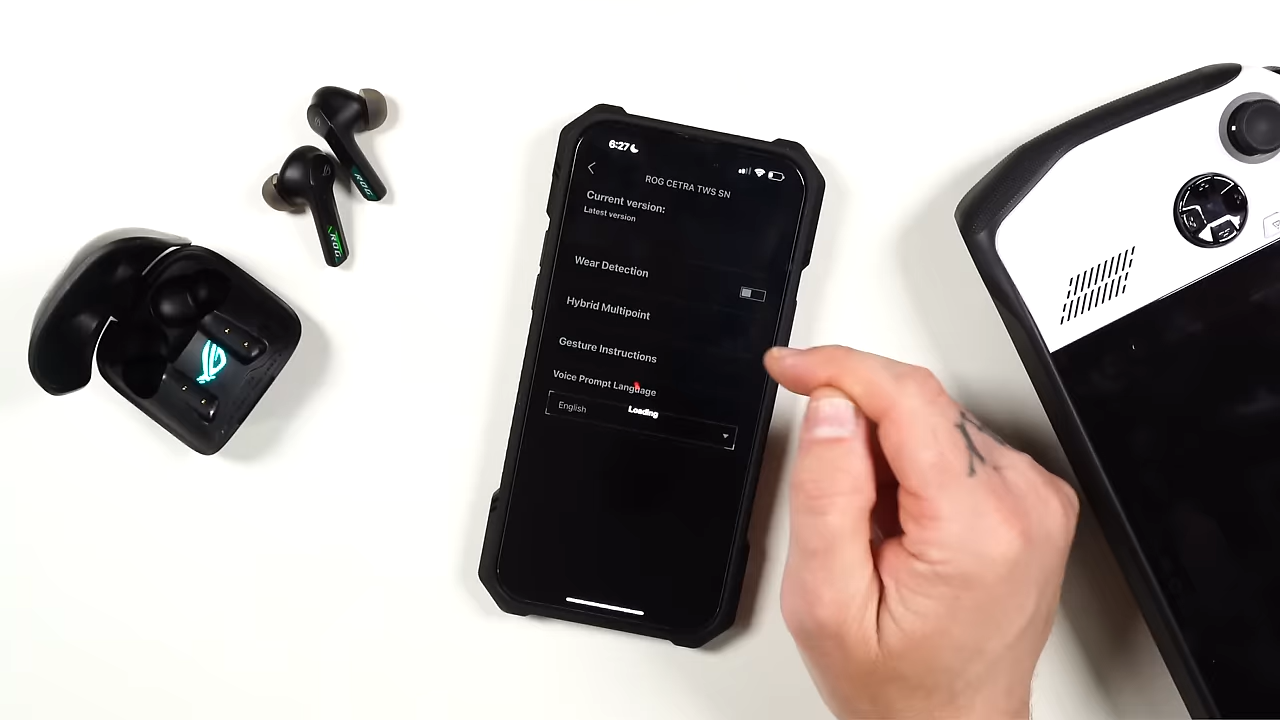 6:27
ROG CETRA TWS SN
Current version:
Latest version
Wear Detection
Hybrid Multipoint
Gesture Instructions
Voice Prompt Language
English
Loading
ROG
ROG